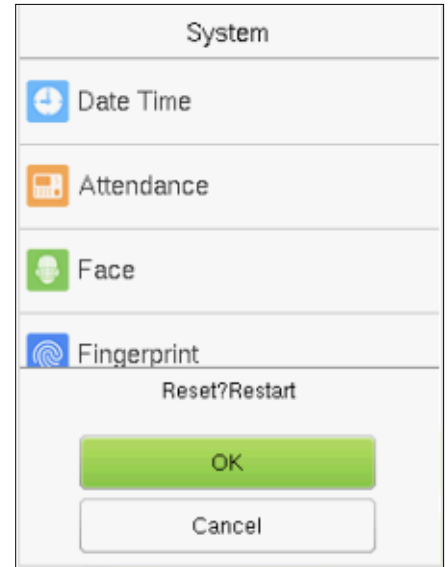 System
Date Time
Attendance
Face
Fingerprint
Reset?Restart
OK
Cancel